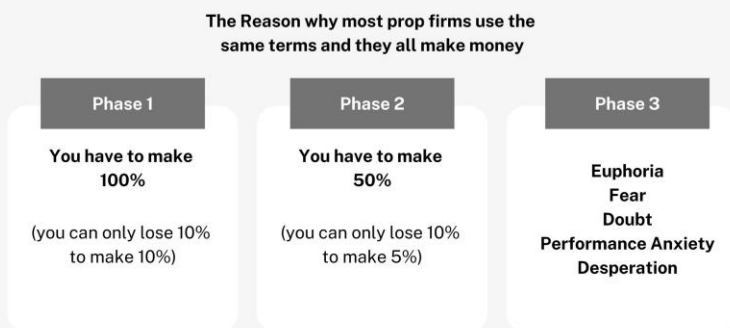 The Reason why most prop firms use the
same terms and they all make money
Phase 1
You have to make
100%
(you can only lose 10%
to make 10%)
Phase 2
You have to make
50%
(you can only lose 10%
to make 5%)
Phase 3
Euphoria
Fear
Doubt
Performance Anxiety
Desperation